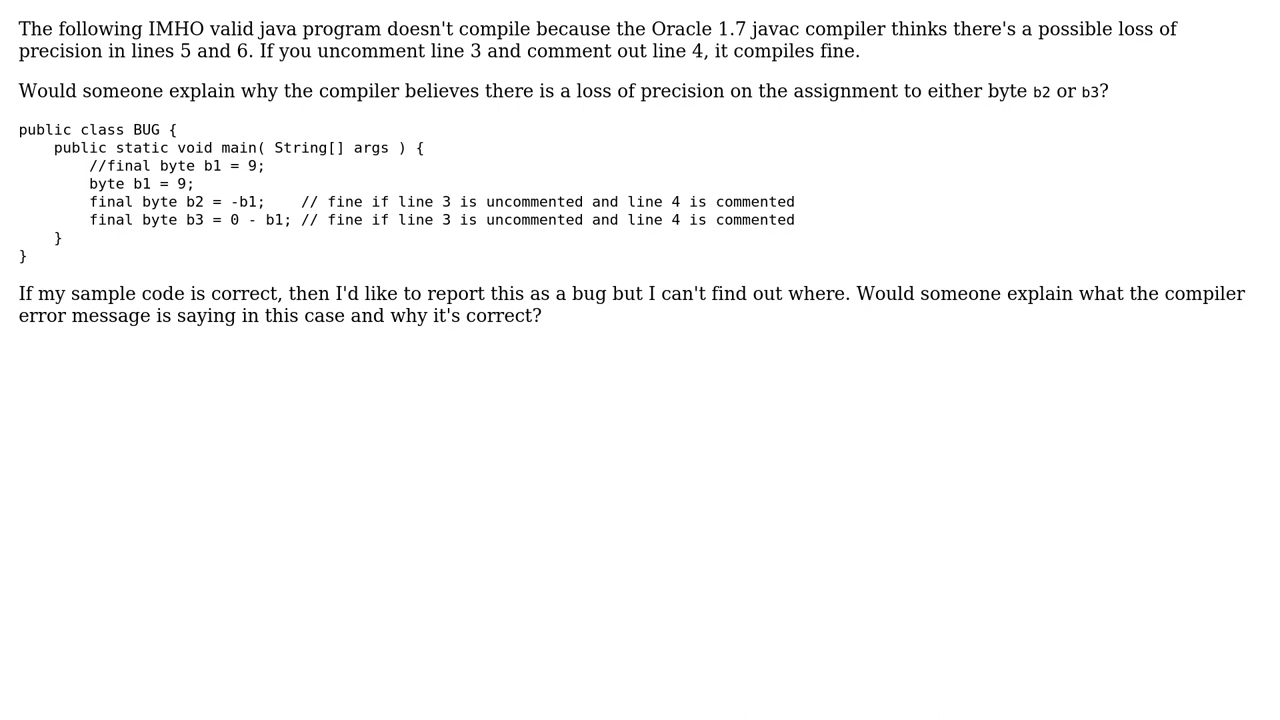 The following IMHO valid java program doesn't compile because the Oracle 1.7 javac compiler thinks there's a possible loss of
precision in lines 5 and 6. If you uncomment line 3 and comment out line 4, it compiles fine.
Would someone explain why the compiler believes there is a loss of precision on the assignment to either byte b2 or b3?
public class BUG {
    public static void main( String[] args ) {
        //final byte b1 = 9;
        byte b1 = 9;
        final byte b2 = -b1;    // fine if line 3 is uncommented and line 4 is commented
        final byte b3 = 0 - b1; // fine if line 3 is uncommented and line 4 is commented
    }
}
If my sample code is correct, then I'd like to report this as a bug but I can't find out where. Would someone explain what the compiler
error message is saying in this case and why it's correct?